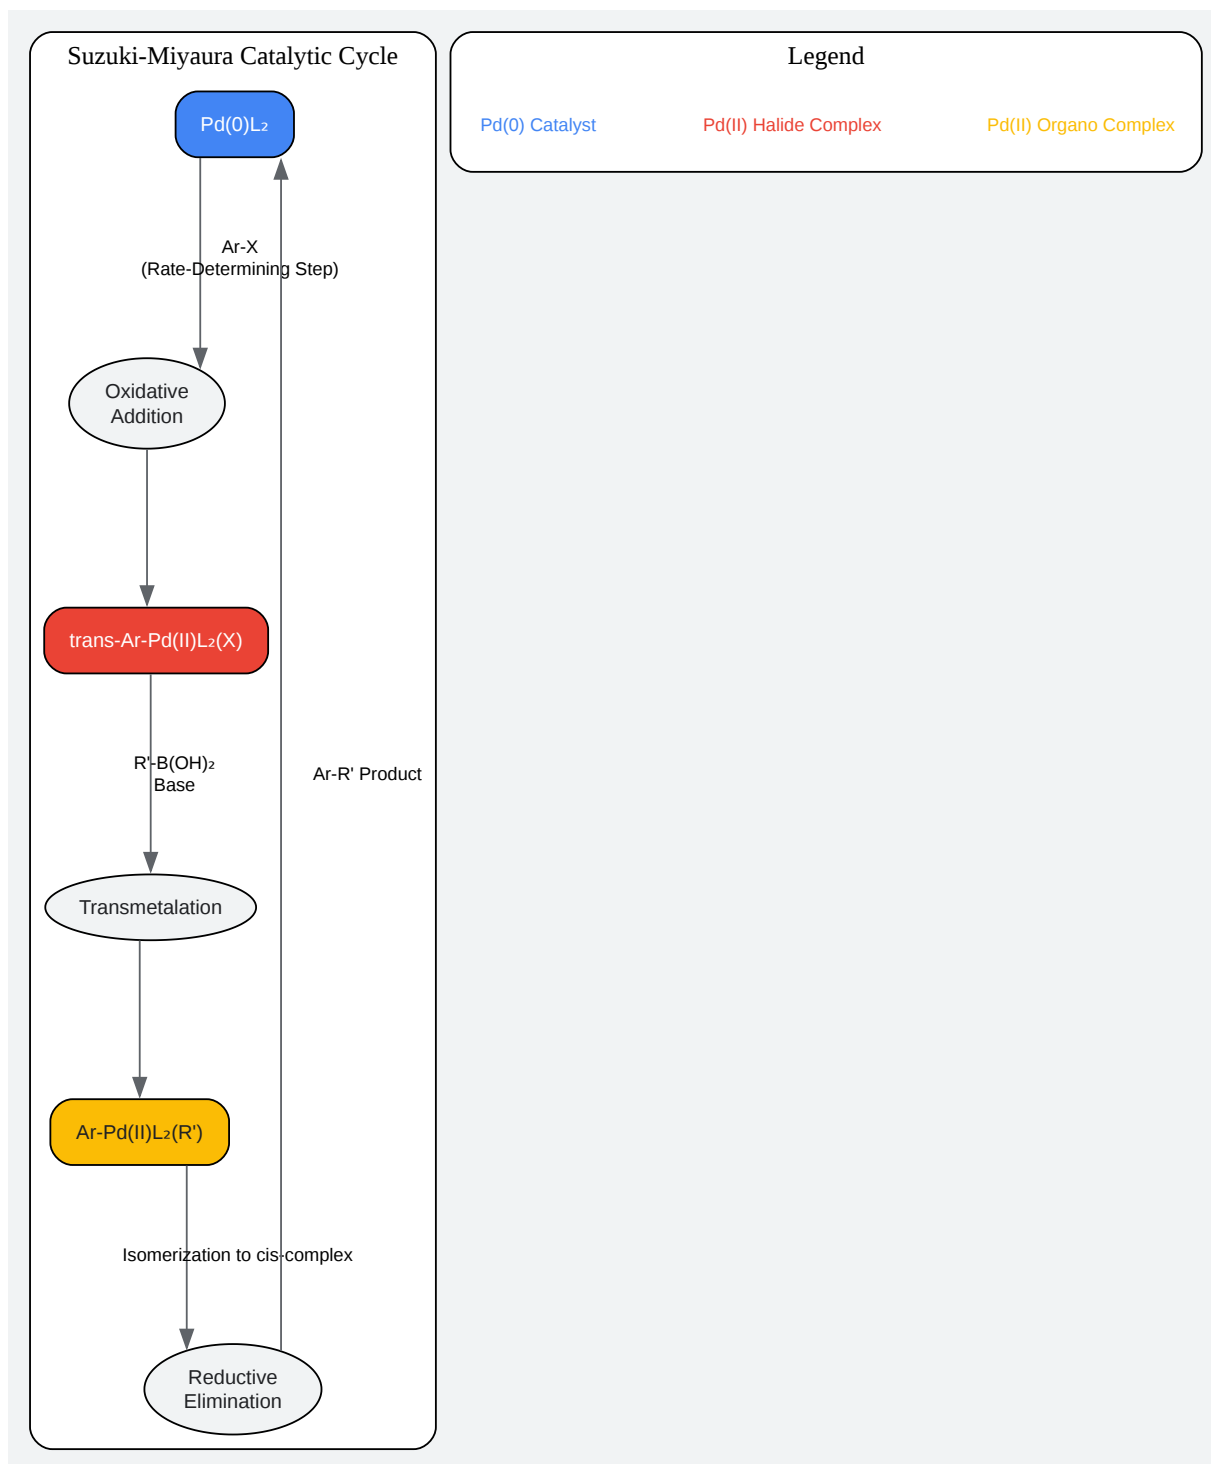 Suzuki-Miyaura Catalytic Cycle
Pd(0)L₂
Ar-X
(Rate-Determining Step)
Oxidative
Addition
trans-Ar-Pd(II)L₂(X)
R'-B(OH)₂
Base
Ar-R' Product
Transmetalation
Ar-Pd(II)L₂(R')
Isomerization to cis-complex
Reductive
Elimination
Legend
Pd(0) Catalyst
Pd(II) Halide Complex
Pd(II) Organo Complex